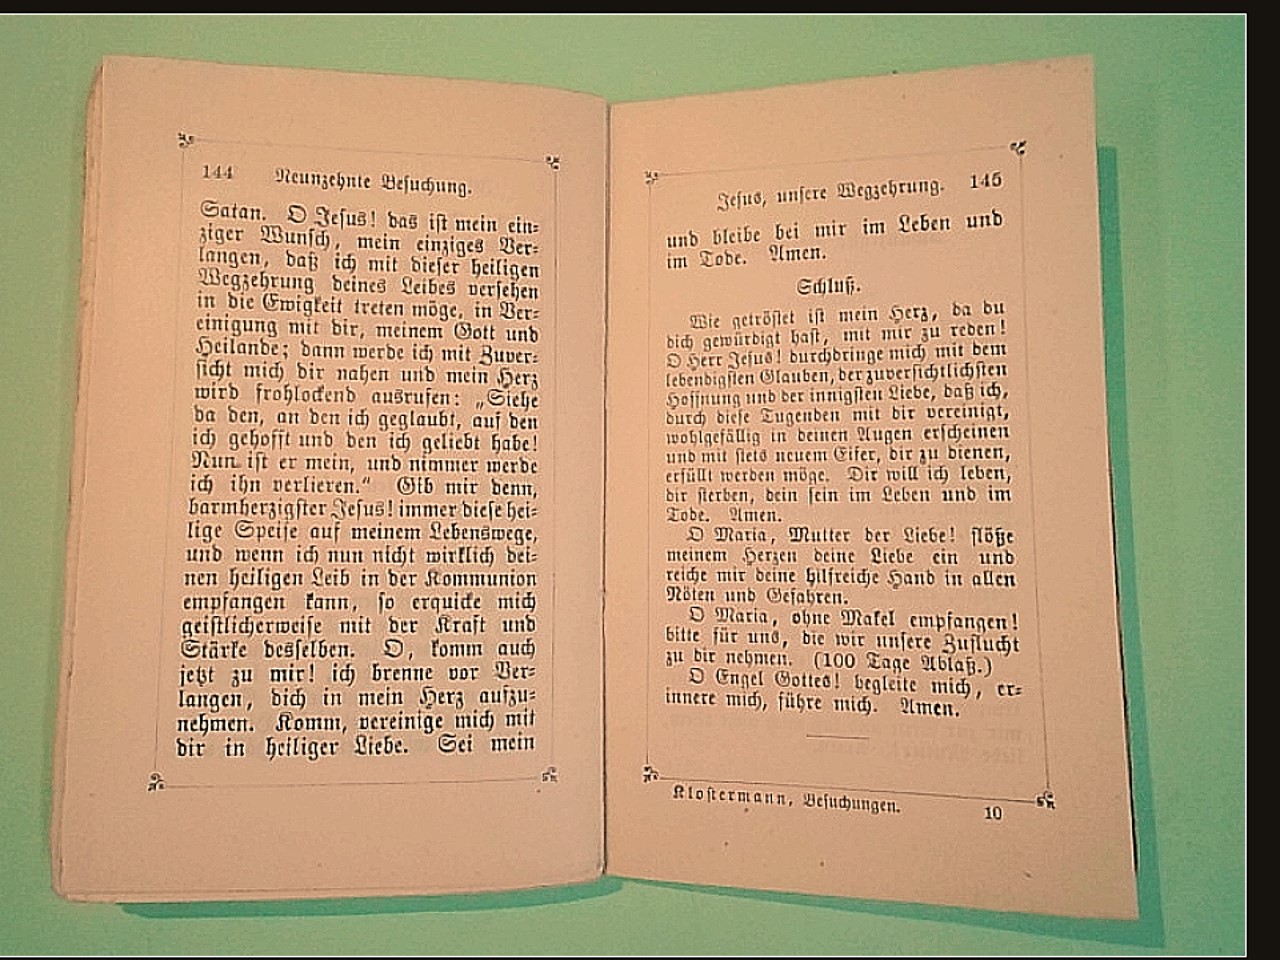 144 Neunzehnte Besuchung.
Satan. O Jesus! das ist mein ein-
ziger Wunsch, mein einziges Ver-
langen, daß ich mit dieser heiligen
Wegzehrung deines Leibes versehen
in die Ewigkeit treten möge, in Ver-
einigung mit dir, meinem Gott und
Heilande; dann werde ich mit Zuver-
sicht mich dir nahen und mein Herz
wird frohlockend ausrufen: „Siehe
da den, an den ich geglaubt, auf den
ich gehofft und den ich geliebt habe!
Nun ist er mein, und nimmer werde
ich ihn verlieren.“ Gib mir denn,
barmherzigster Jesus! immer diese hei-
lige Speise auf meinem Lebenswege,
und wenn ich nun nicht wirklich dei-
nen heiligen Leib in der Kommunion
empfangen kann, so erquicke mich
geistlicherweise mit der Kraft und
Stärke desselben. O, komm auch
jetzt zu mir! ich brenne vor Ver-
langen, dich in mein Herz aufzu-
nehmen. Komm, vereinige mich mit
dir in heiliger Liebe. Sei mein
Jesus, unsere Wegzehrung. 145
und bleibe bei mir im Leben und
im Tode. Amen.
Schluß.
Wie getröstet ist mein Herz, da du
dich gewürdigt hast, mit mir zu reden!
O Herr Jesus! durchdringe mich mit dem
lebendigsten Glauben, der zuversichtlichsten
Hoffnung und der innigsten Liebe, daß ich,
durch diese Tugenden mit dir vereinigt,
wohlgefällig in deinen Augen erscheinen
und mit stets neuem Eifer, dir zu dienen,
erfüllt werden möge. Dir will ich leben,
dir sterben, dein sein im Leben und im
Tode. Amen.
O Maria, Mutter der Liebe! flöße
meinem Herzen deine Liebe ein und
reiche mir deine hilfreiche Hand in allen
Nöten und Gefahren.
O Maria, ohne Makel empfangen!
bitte für uns, die wir unsere Zuflucht
zu dir nehmen. (100 Tage Ablaß.)
O Engel Gottes! begleite mich, er-
innere mich, führe mich. Amen.
Klostermann, Besuchungen. 10